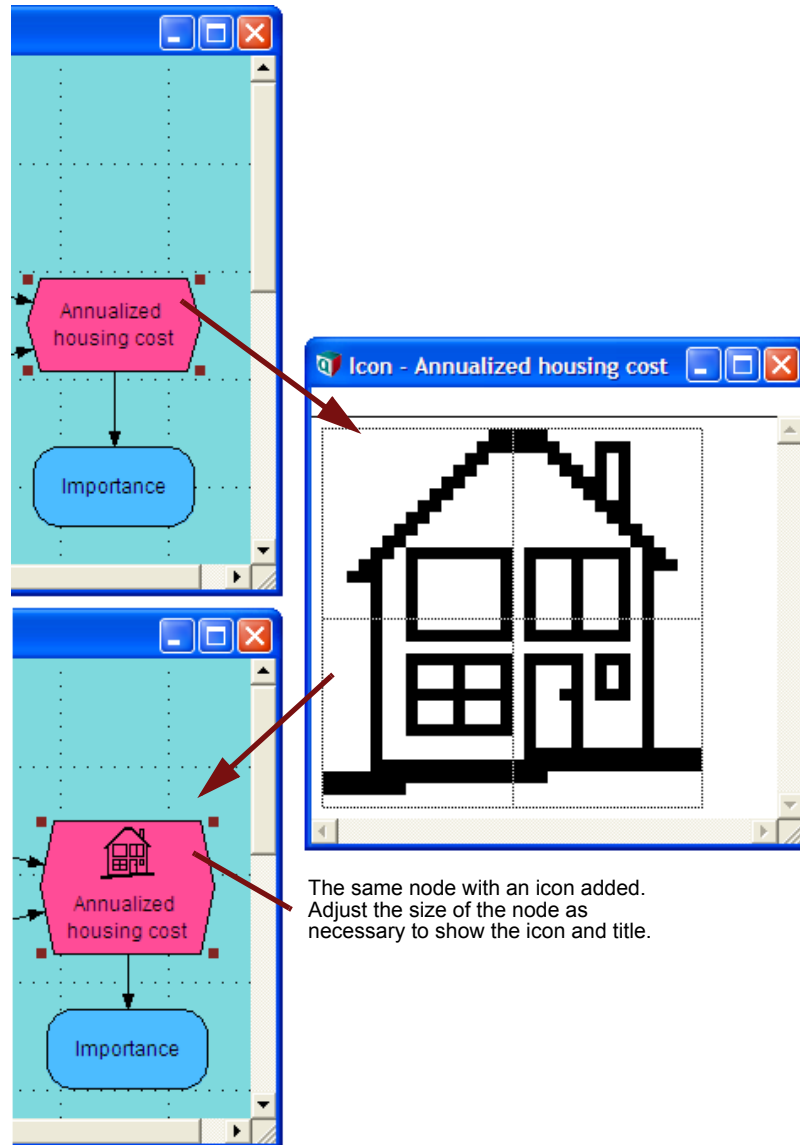 Annualized
housing cost
Importance
Icon - Annualized housing cost
Annualized
housing cost
Importance
The same node with an icon added.
Adjust the size of the node as
necessary to show the icon and title.